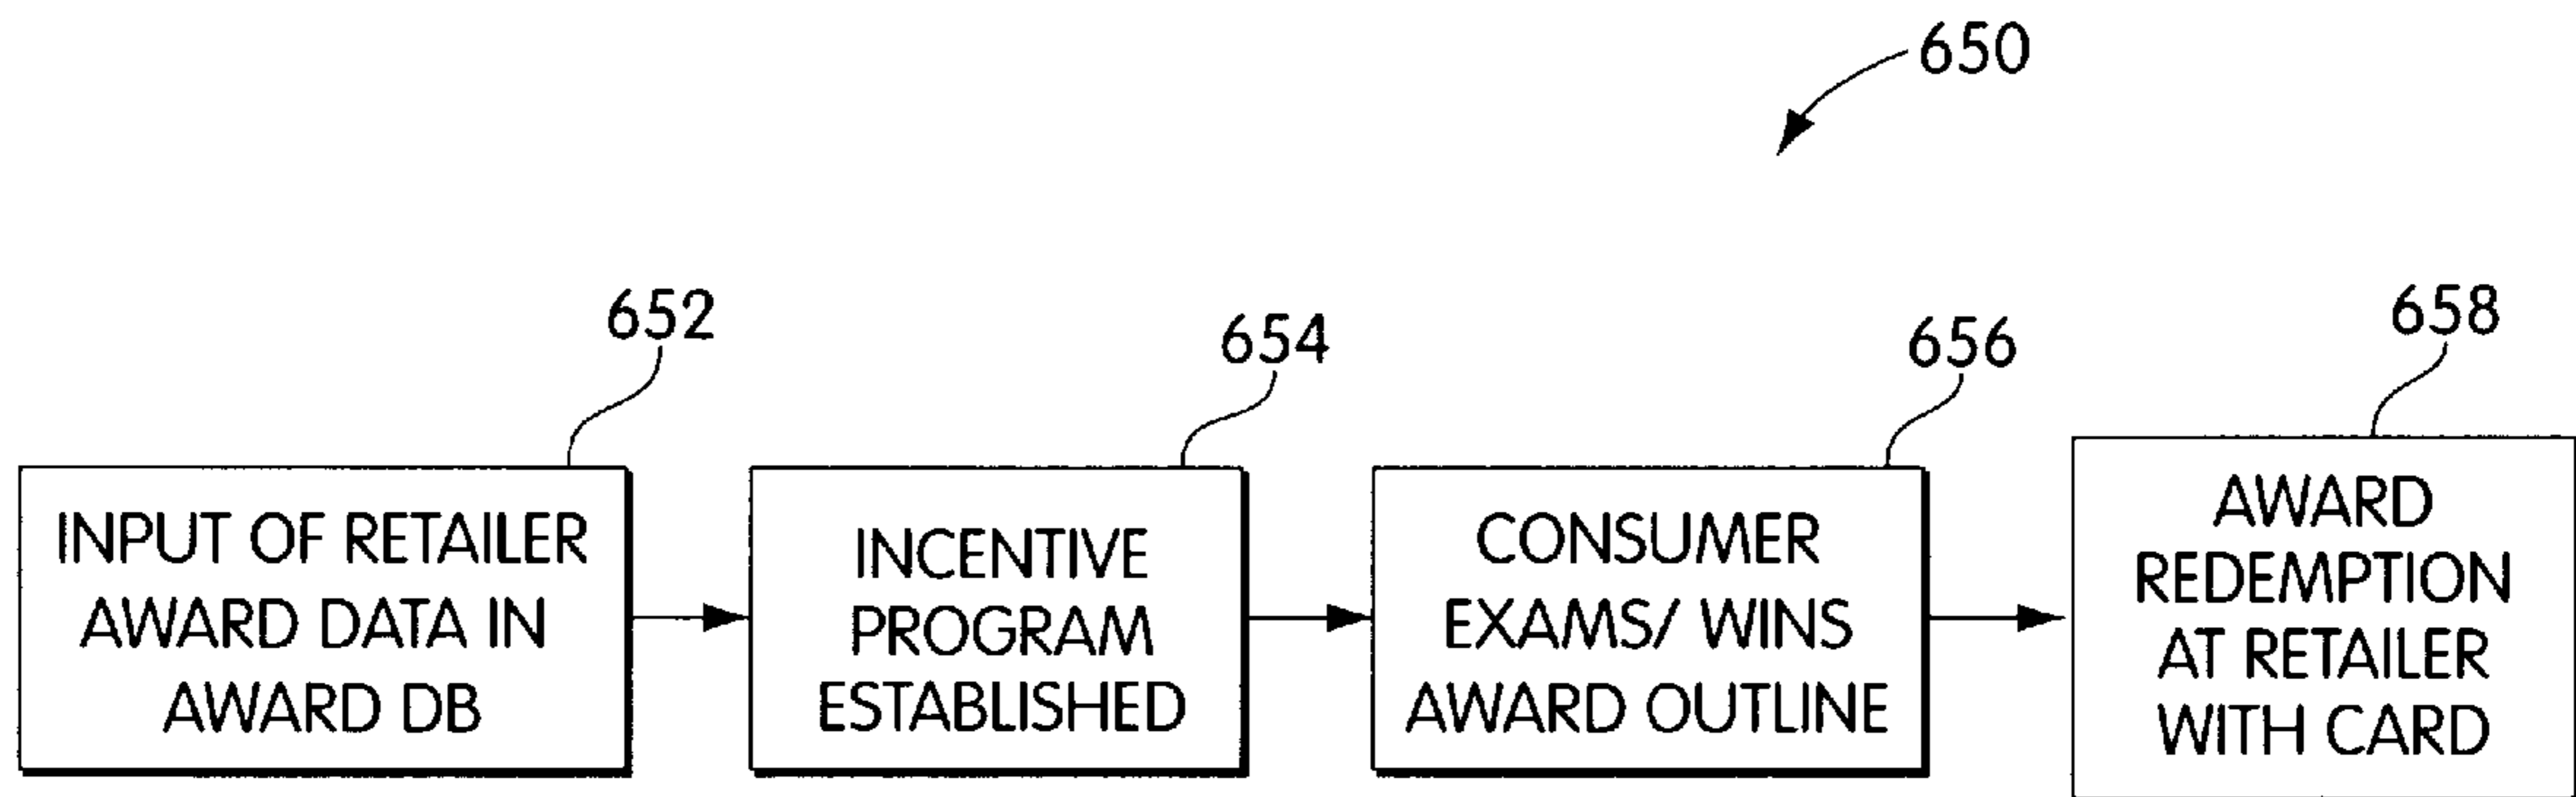 650
652
654
656
658
INPUT OF RETAILER
AWARD DATA IN
AWARD DB
INCENTIVE
PROGRAM
ESTABLISHED
CONSUMER
EXAMS/ WINS
AWARD OUTLINE
AWARD
REDEMPTION
AT RETAILER
WITH CARD